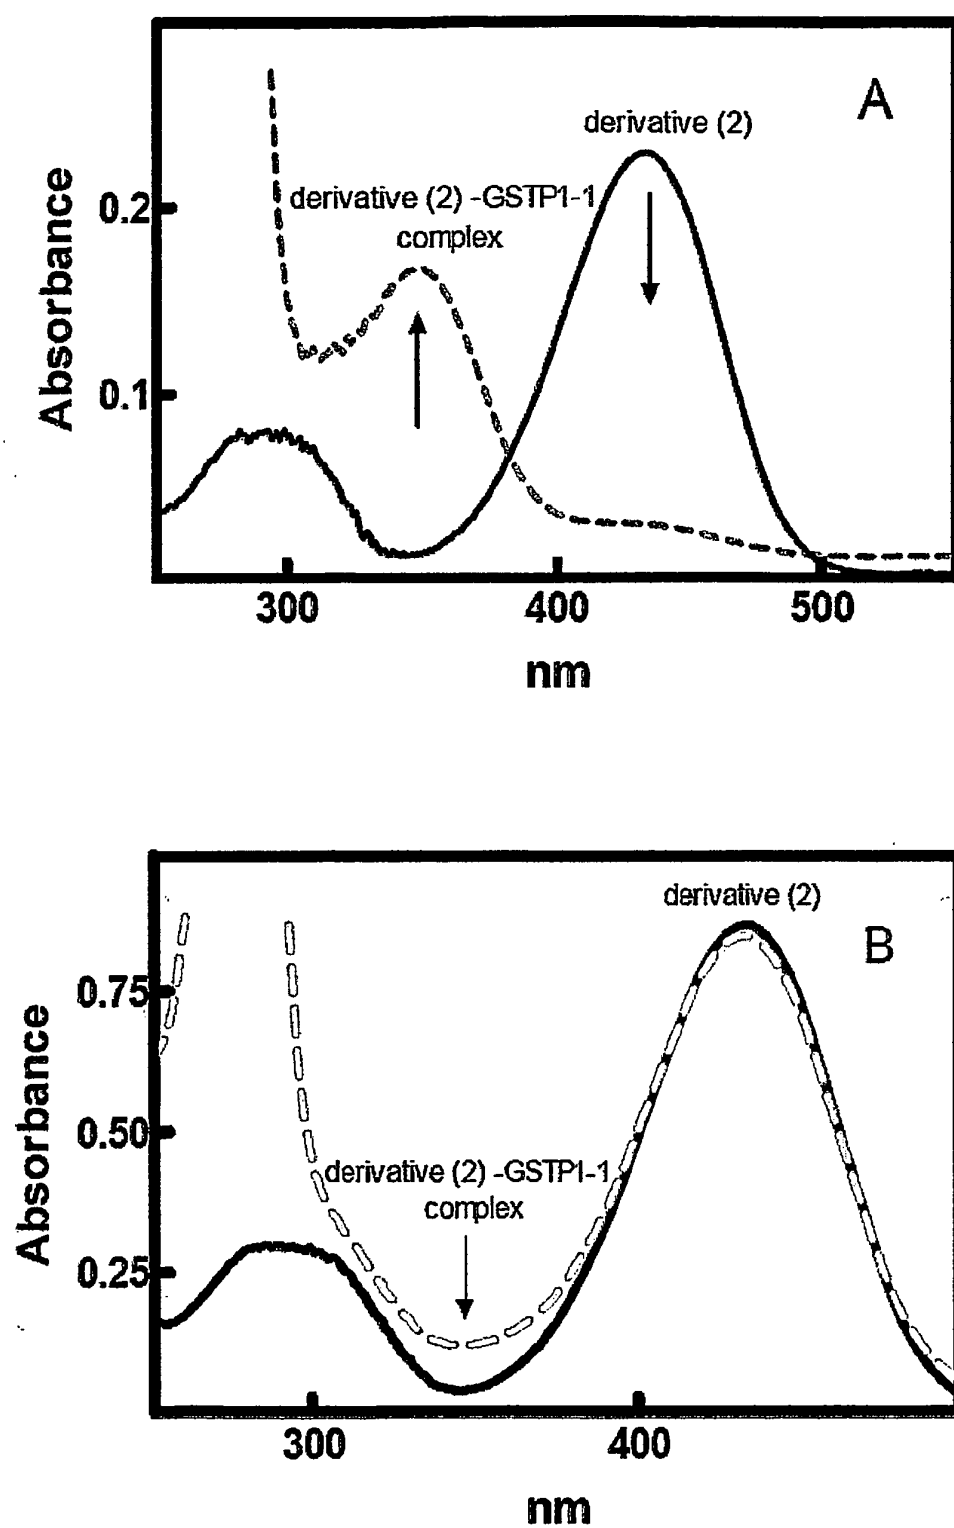 A
derivative (2)
derivative (2) -GSTP1-1
complex
Absorbance
0.2
0.1
300
400
500
nm
derivative (2)
B
Absorbance
0.75
0.50
0.25
derivative (2) -GSTP1-1
complex
300
400
nm